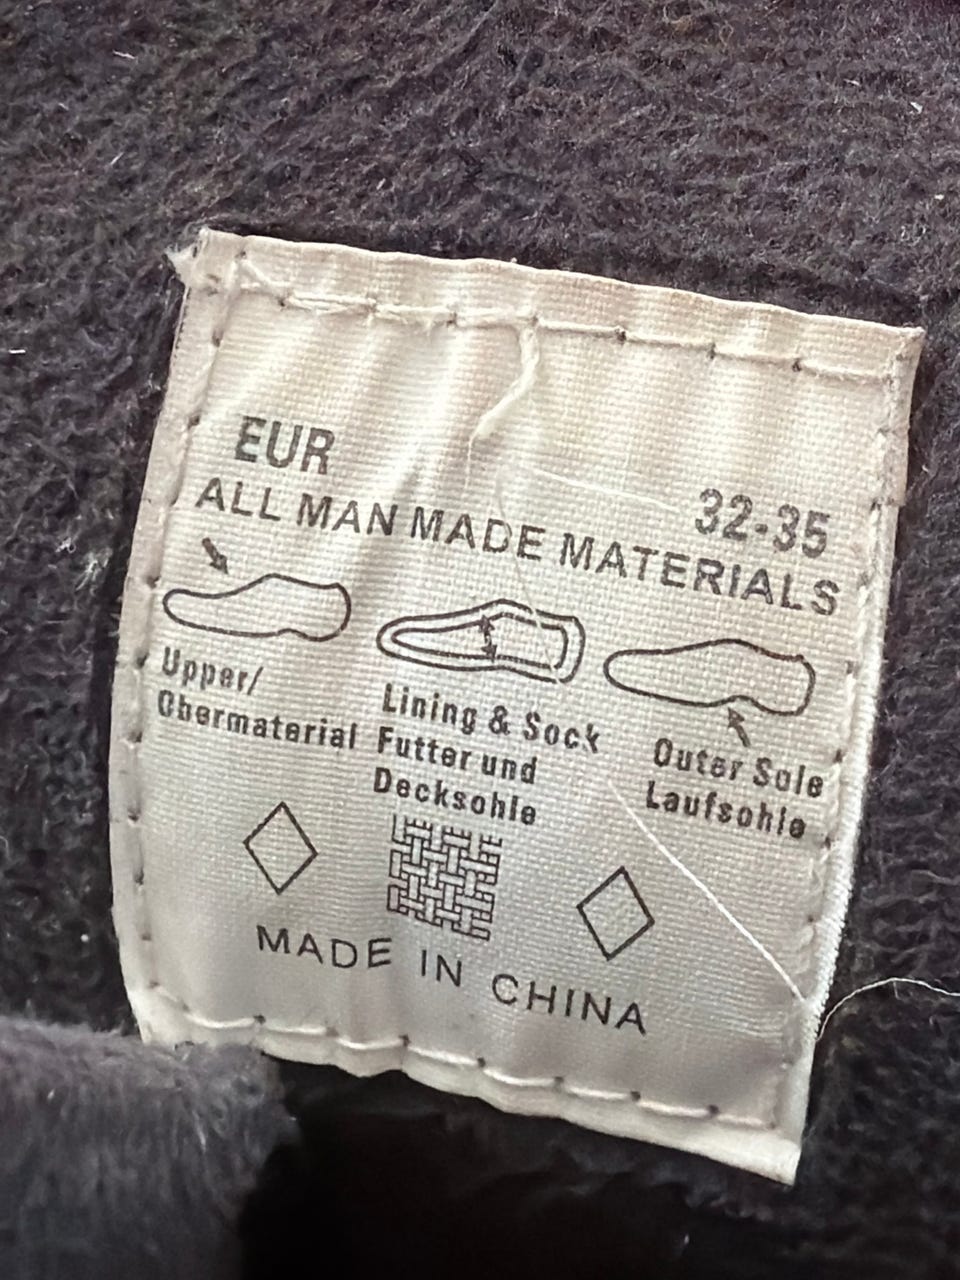 EUR 32-35
ALL MAN MADE MATERIALS
Upper/
Obermaterial
Lining & Sock
Futter und
Decksohle
Outer Sole
Laufsohle
MADE IN CHINA